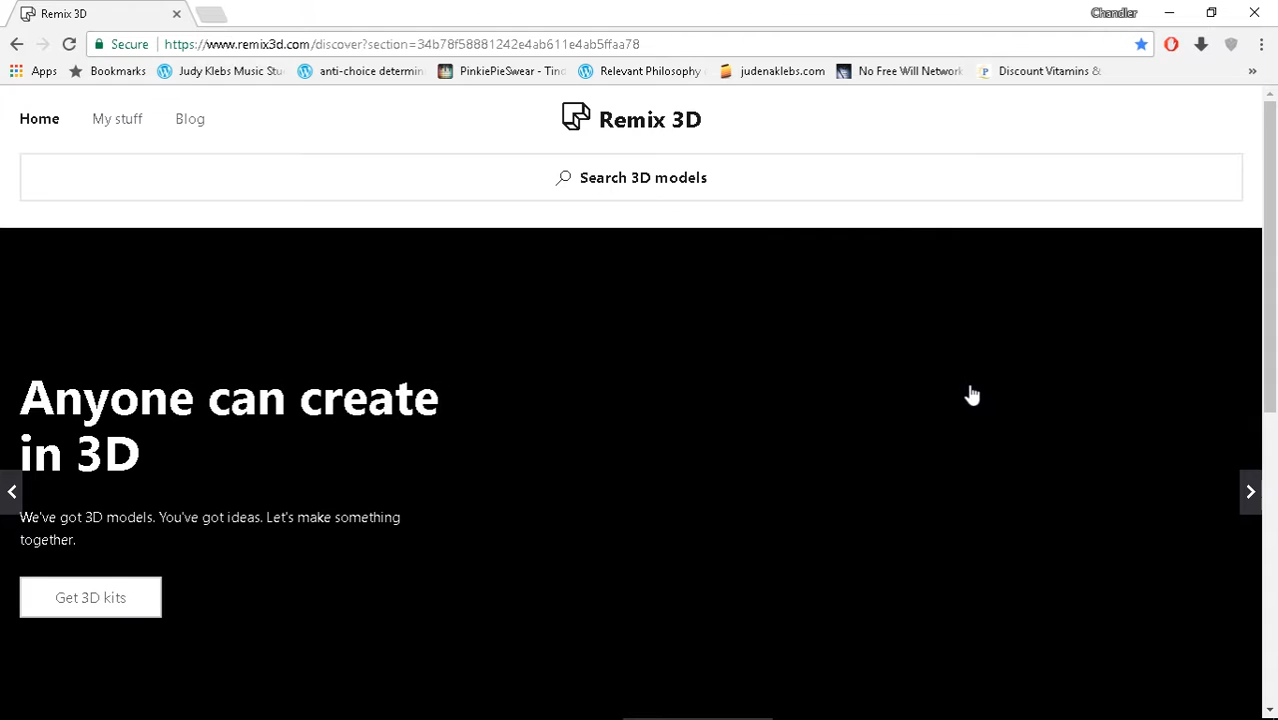 Remix 3D
Chandler
Secure https://www.remix3d.com/discover?section=34b78f58881242e4ab611e4ab5ffaa78
Apps Bookmarks Judy Klebs Music Stu anti-choice determin PinkiePieSwear - Tin Relevant Philosophy judenaklebs.com No Free Will Network Discount Vitamins &
Home My stuff Blog Remix 3D
Search 3D models
Anyone can create
in 3D
We've got 3D models. You've got ideas. Let's make something
together.
Get 3D kits